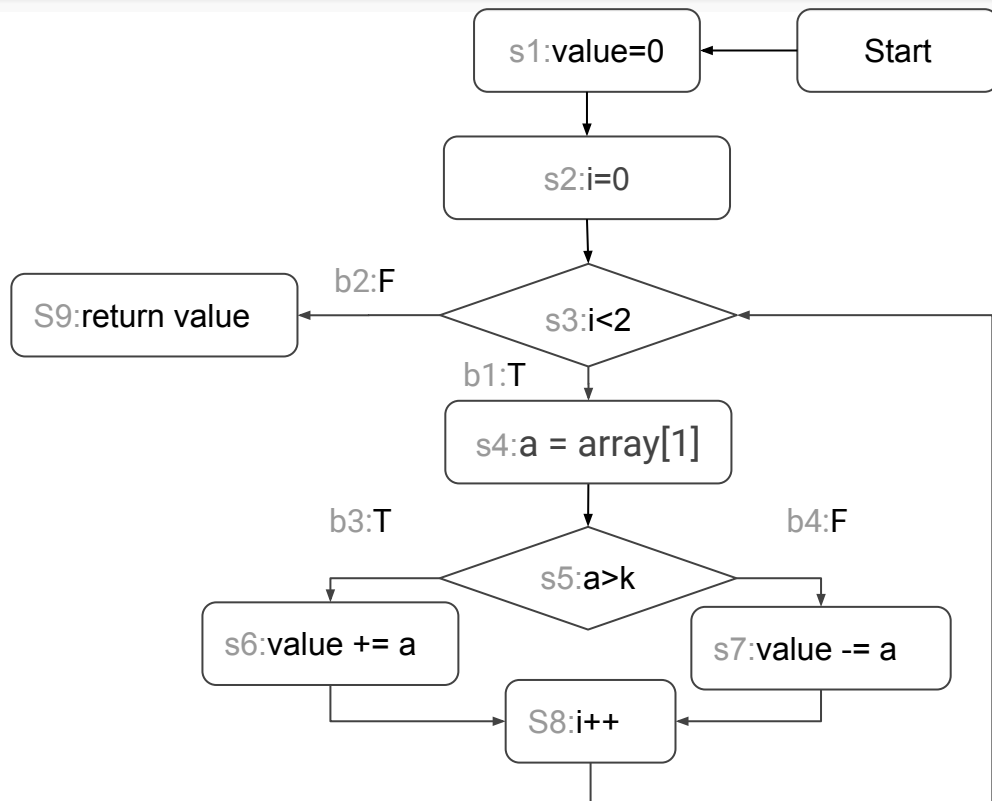 s1:value=0
Start
s2:i=0
b2:F
S9:return value
s3:i<2
b1:T
s4:a = array[1]
b3:T
b4:F
s5:a>k
s6:value += a
s7:value -= a
S8:i++